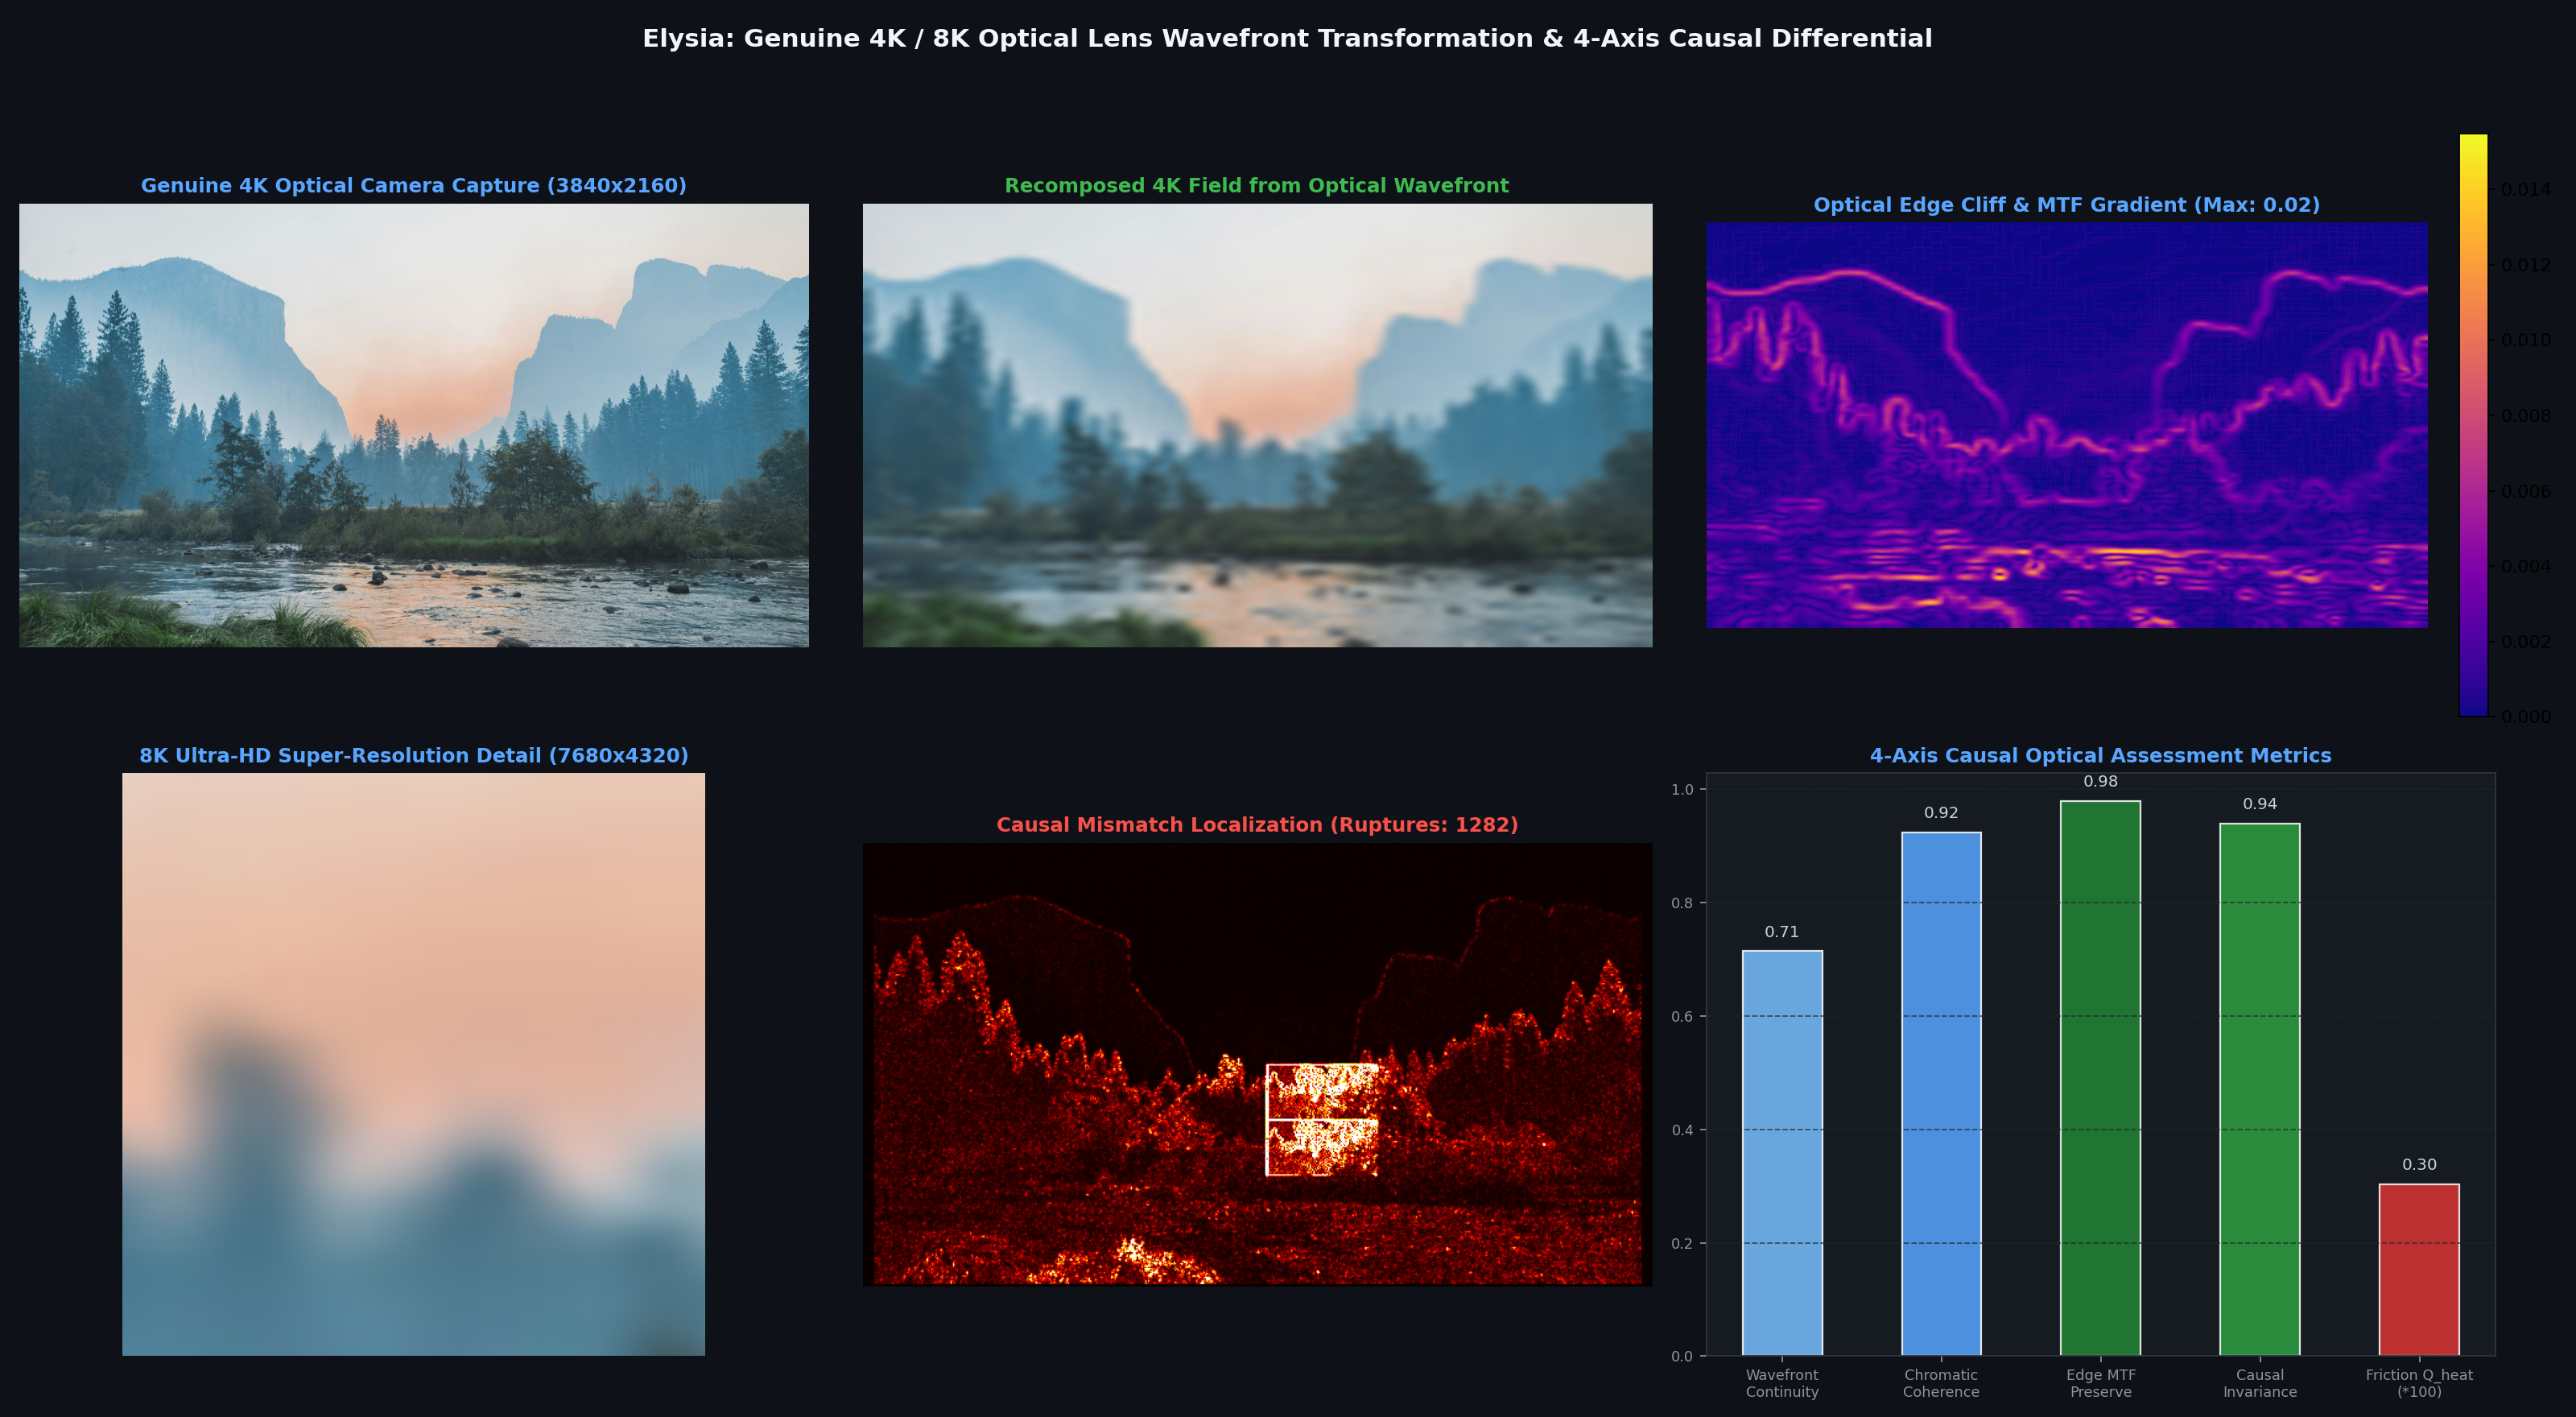 Elysia: Genuine 4K / 8K Optical Lens Wavefront Transformation & 4-Axis Causal Differential
Genuine 4K Optical Camera Capture (3840x2160)
Recomposed 4K Field from Optical Wavefront
Optical Edge Cliff & MTF Gradient (Max: 0.02)
0.014
0.012
0.010
0.008
0.006
0.004
0.002
0.000
8K Ultra-HD Super-Resolution Detail (7680x4320)
Causal Mismatch Localization (Ruptures: 1282)
4-Axis Causal Optical Assessment Metrics
1.0
0.8
0.6
0.4
0.2
0.0
0.71
0.92
0.98
0.94
0.30
Wavefront
Continuity
Chromatic
Coherence
Edge MTF
Preserve
Causal
Invariance
Friction Q_heat
(*100)